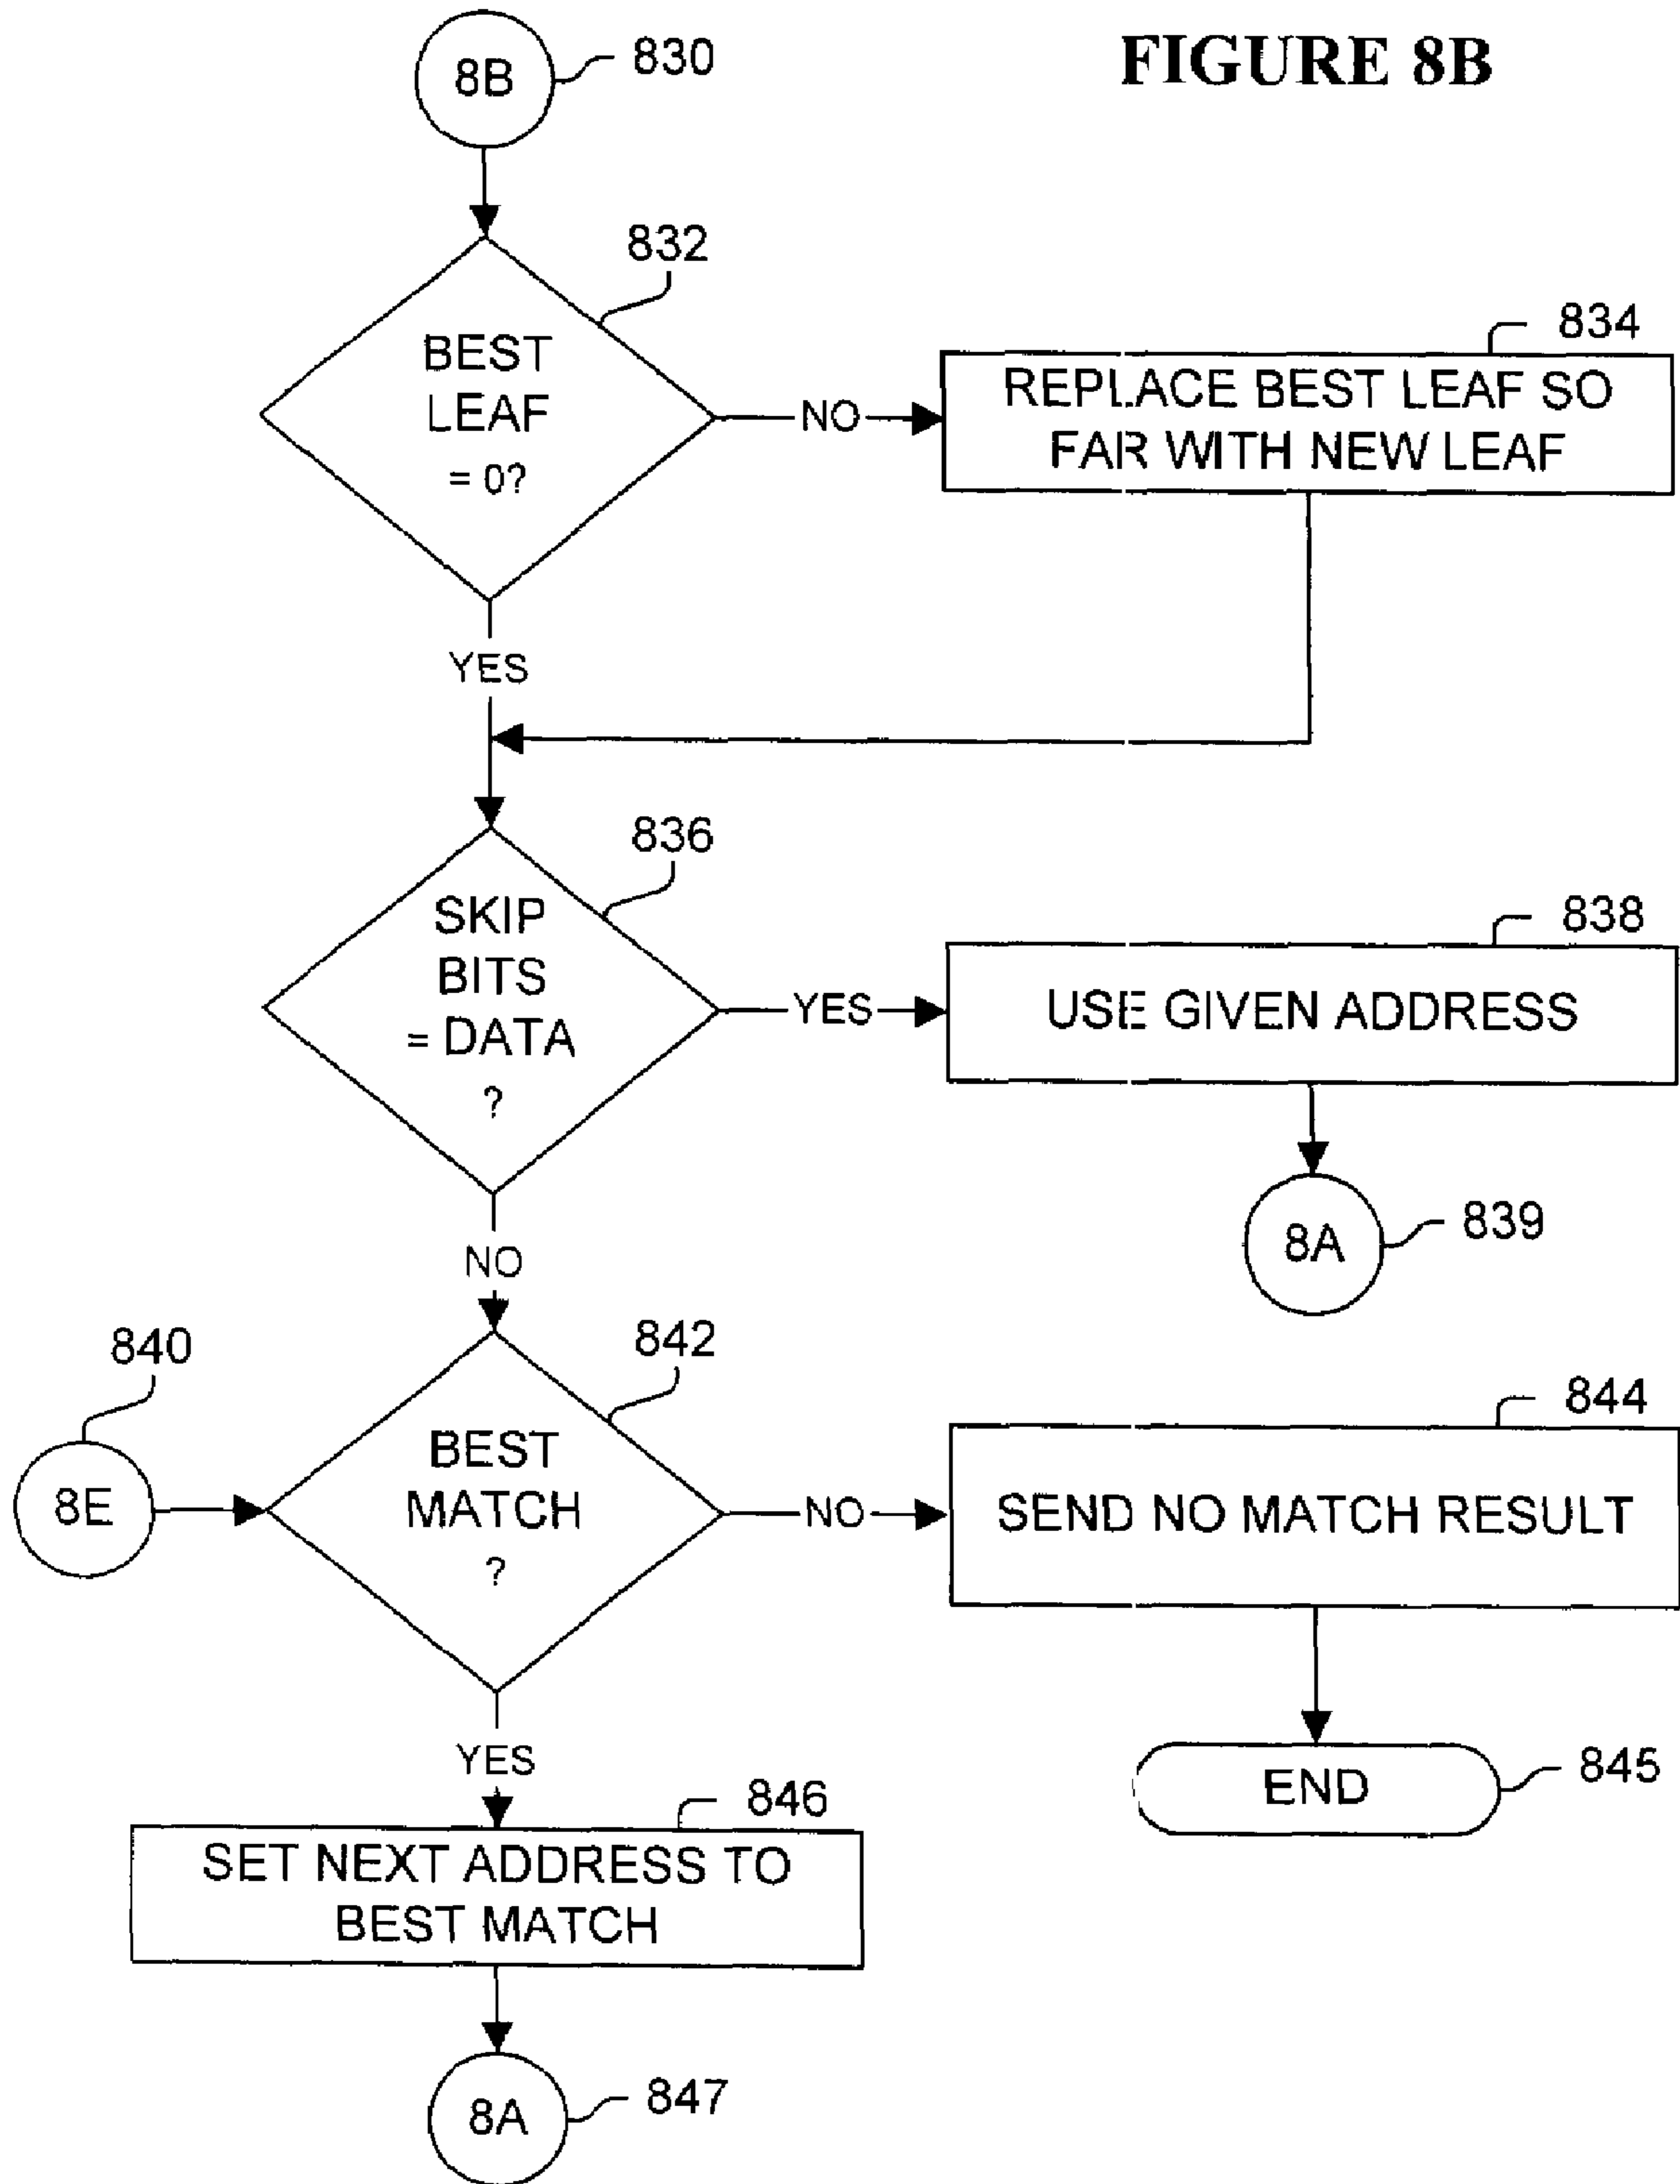 FIGURE 8B
8B
830
832
BEST
LEAF
= 0?
NO
834
REPLACE BEST LEAF SO
FAR WITH NEW LEAF
YES
836
SKIP
BITS
= DATA
?
YES
838
USE GIVEN ADDRESS
8A
839
NO
840
8E
842
BEST
MATCH
?
NO
844
SEND NO MATCH RESULT
END
845
YES
846
SET NEXT ADDRESS TO
BEST MATCH
8A
847